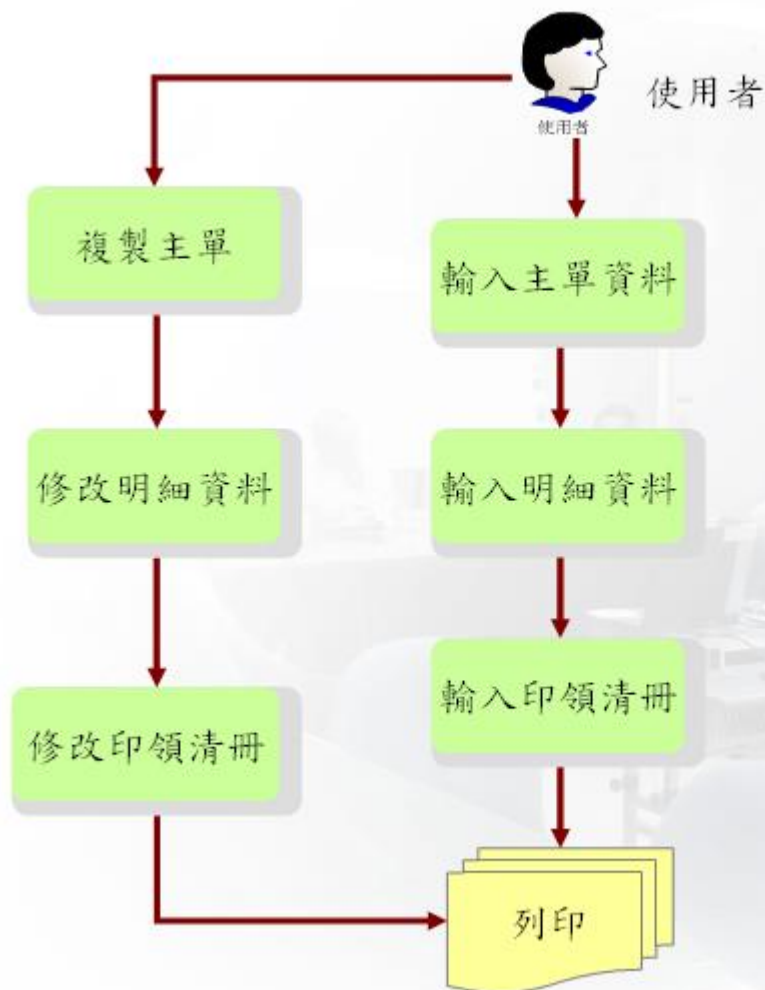 使用者
使用者
複製主單
輸入主單資料
修改明細資料
輸入明細資料
輸入印領清冊
修改印領清冊
列印